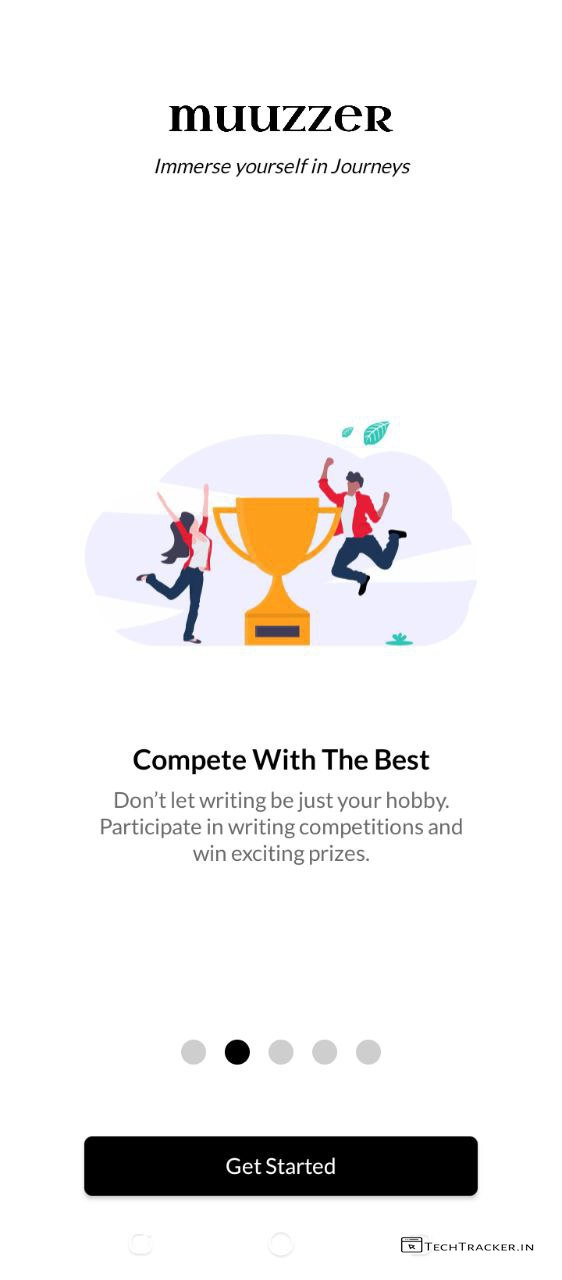 muuzzer
Immerse yourself in Journeys
Compete With The Best
Don’t let writing be just your hobby.
Participate in writing competitions and
win exciting prizes.
Get Started
TechTracker.in